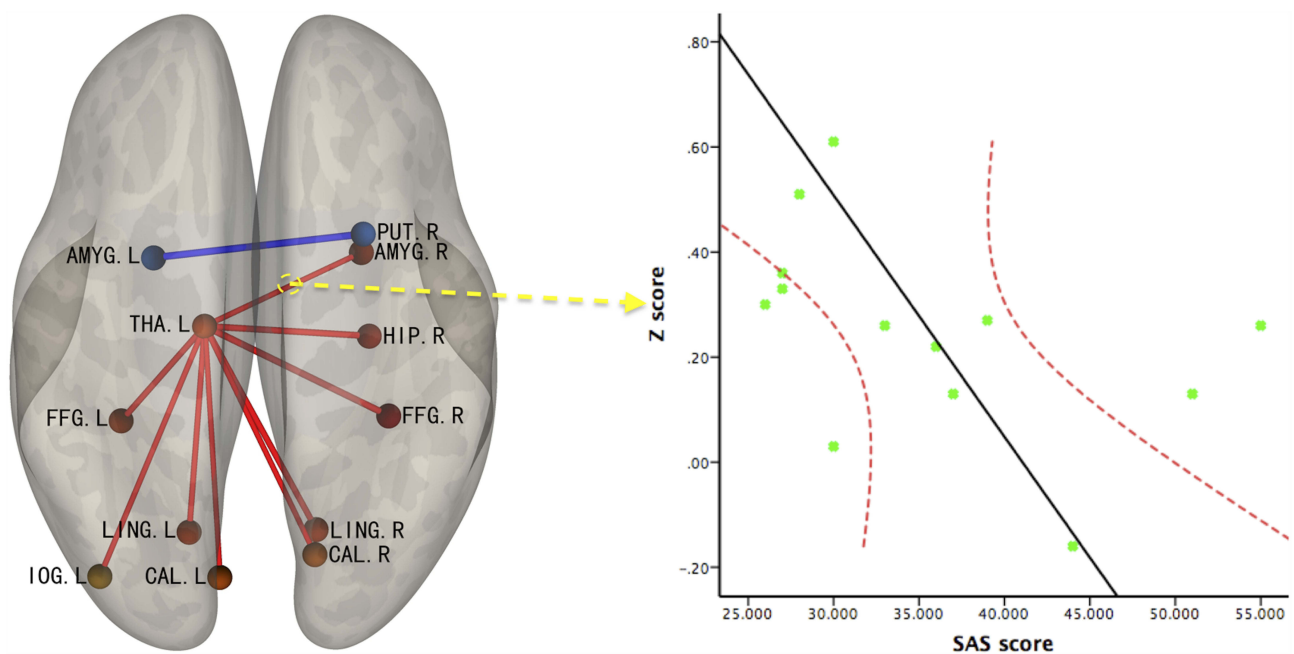 PUT. R
AMYG. L
AMYG. R
THA. L
HIP. R
FFG. L
FFG. R
LING. L
LING. R
CAL. R
IOG. L
CAL. L
Z score
.80
.60
.40
.20
.00
-.20
25.000 30.000 35.000 40.000 45.000 50.000 55.000
SAS score